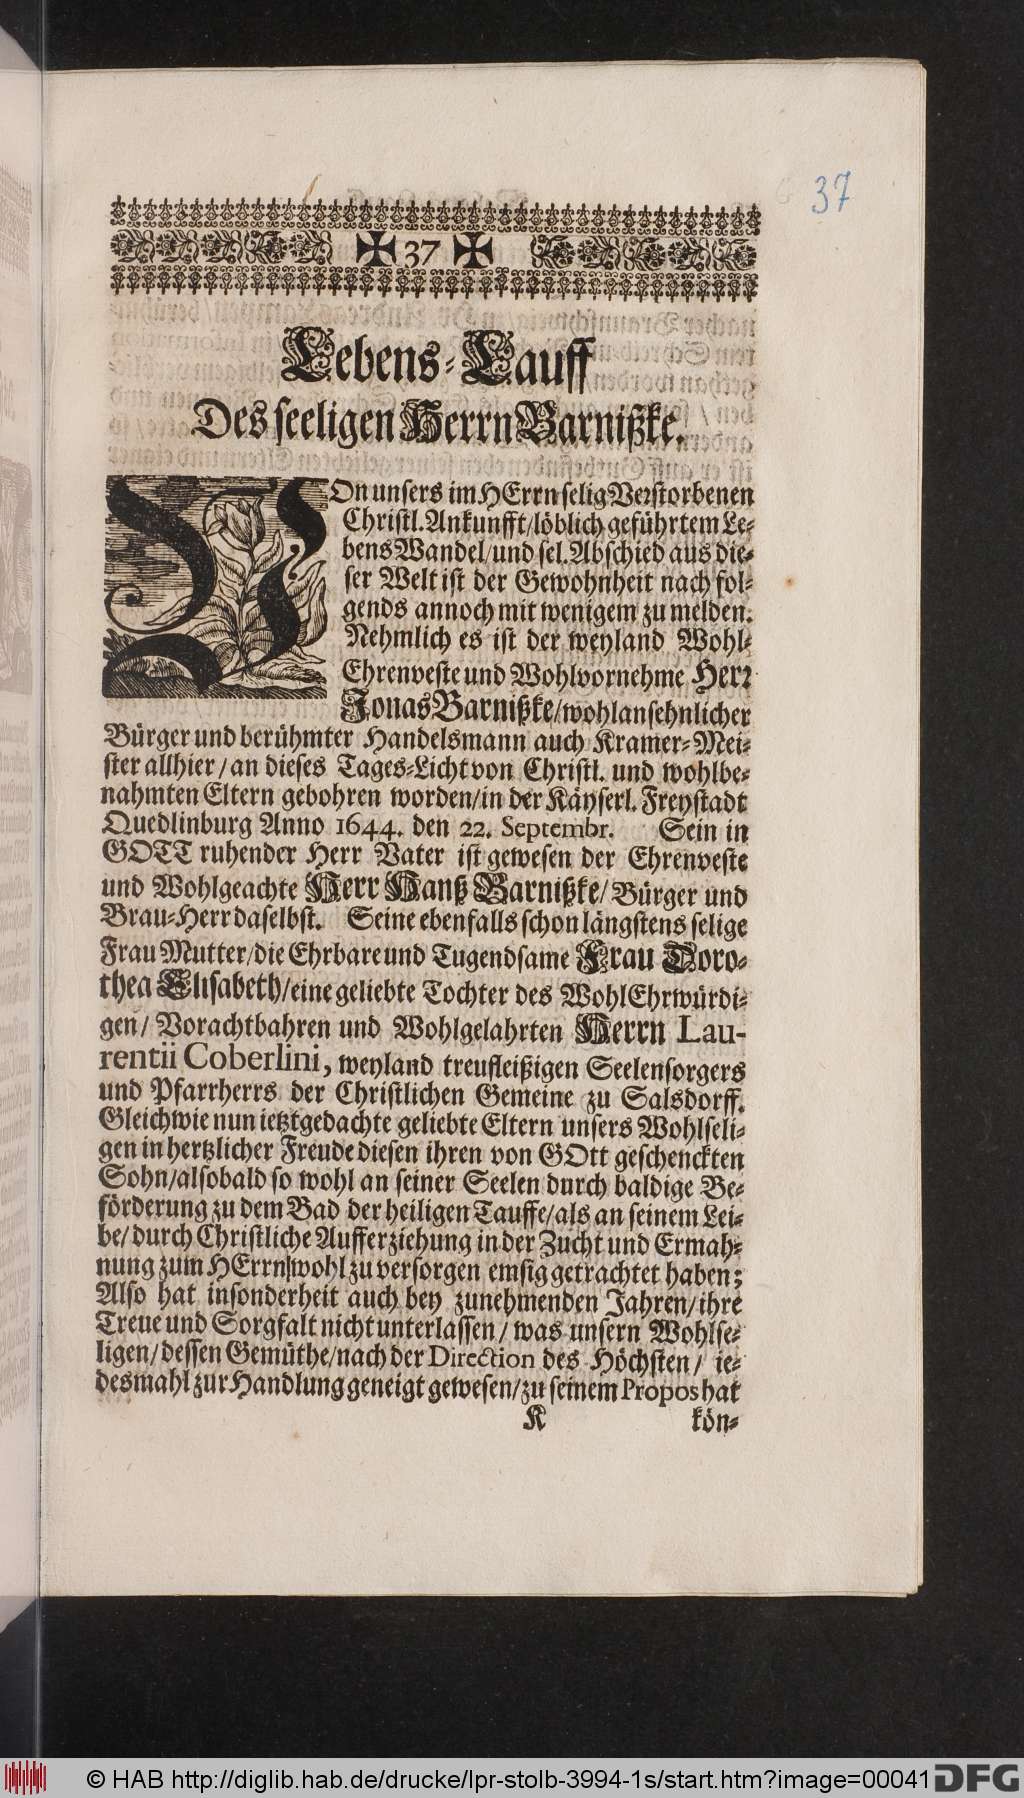 37
37
Lebens-Lauff
Des seeligen Herrn Barnißke.
VOn unsers im HErrn selig Verstorbenen
Christl. Ankunfft/löblich geführtem Le-
bens Wandel/und sel. Abschied aus die-
ser Welt ist der Gewohnheit nach fol-
gends annoch mit wenigem zu melden.
Nehmlich es ist der weyland Wohl-
Ehrenveste und Wohlvornehme Herr
Jonas Barnißke/wohlansehnlicher
Bürger und berühmter Handelsmann auch Kramer-Mei-
ster allhier/an dieses Tages-Licht von Christl. und wohlbe-
nahmten Eltern gebohren worden/in der Käyserl. Freystadt
Quedlinburg Anno 1644. den 22. Septembr. Sein in
GOTT ruhender Herr Vater ist gewesen der Ehrenveste
und Wohlgeachte Herr Hanß Barnißke/Bürger und
Brau-Herr daselbst. Seine ebenfalls schon längstens selige
Frau Mutter/die Ehrbare und Tugendsame Frau Doro-
thea Elisabeth/eine geliebte Tochter des WohlEhrwürdi-
gen/ Vorachtbahren und Wohlgelahrten Herrn Lau-
rentii Coberlini, weyland treufleißigen Seelensorgers
und Pfarrherrs der Christlichen Gemeine zu Salsdorff.
Gleichwie nun ietztgedachte geliebte Eltern unsers Wohlseli-
gen in hertzlicher Freude diesen ihren von GOtt geschenckten
Sohn/alsobald so wohl an seiner Seelen durch baldige Be-
förderung zu dem Bad der heiligen Tauffe/als an seinem Lei-
be/durch Christliche Aufferziehung in der Zucht und Ermah-
nung zum HErrn/wohl zu versorgen emsig getrachtet haben;
Also hat insonderheit auch bey zunehmenden Jahren/ihre
Treue und Sorgfalt nicht unterlassen/was unsern Wohlse-
ligen/dessen Gemüthe/nach der Direction des Höchsten/ ie-
desmahl zur Handlung geneigt gewesen/zu seinem Propos hat
K kön-
© HAB http://diglib.hab.de/drucke/lpr-stolb-3994-1s/start.htm?image=00041
DFG